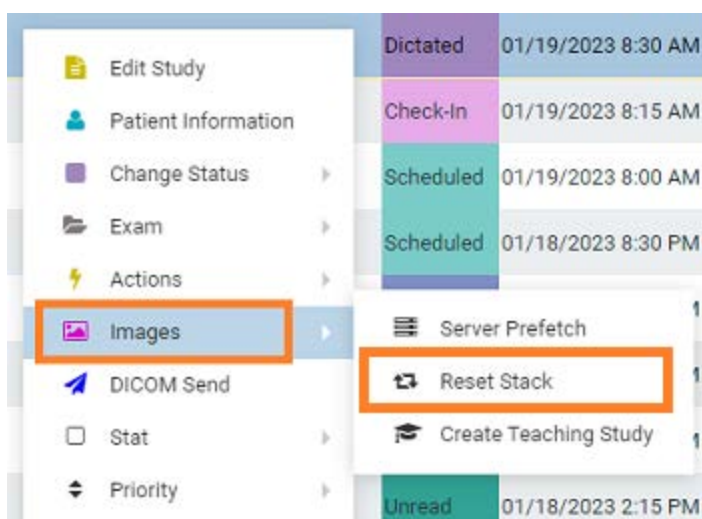 Dictated 01/19/2023 8:30 AM
Edit Study
Patient Information
Check-In 01/19/2023 8:15 AM
Change Status
Scheduled 01/19/2023 8:00 AM
Exam
Scheduled 01/18/2023 8:30 PM
Actions
Images
Server Prefetch
DICOM Send
Reset Stack
Stat
Create Teaching Study
Priority
Unread 01/18/2023 2:15 PM